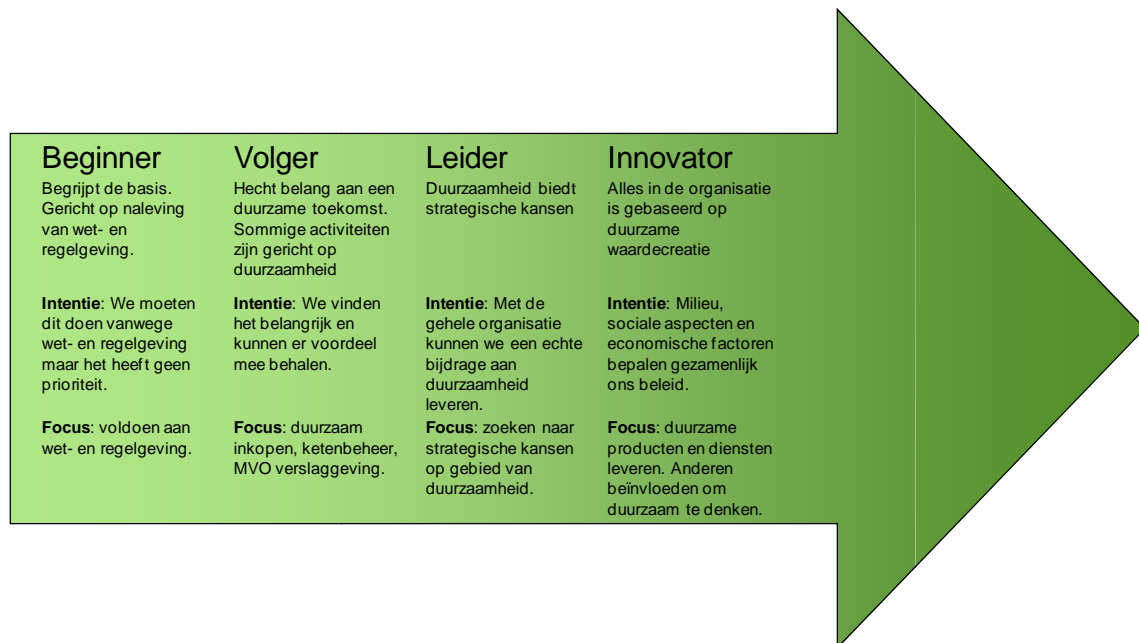 Beginner
Begrijpt de basis.
Gericht op naleving
van wet- en
regelgeving.
Intentie: We moeten
dit doen vanwege
wet- en regelgeving
maar het heeft geen
prioriteit.
Focus: voldoen aan
wet- en regelgeving.
Volger
Hecht belang aan een
duurzame toekomst.
Sommige activiteiten
zijn gericht op
duurzaamheid
Intentie: We vinden
het belangrijk en
kunnen er voordeel
mee behalen.
Focus: duurzaam
inkopen, ketenbeheer,
MVO verslaggeving.
Leider
Duurzaamheid biedt
strategische kansen
Intentie: Met de
gehele organisatie
kunnen we een echte
bijdrage aan
duurzaamheid
leveren.
Focus: zoeken naar
strategische kansen
op gebied van
duurzaamheid.
Innovator
Alles in de organisatie
is gebaseerd op
duurzame
waardecreatie
Intentie: Milieu,
sociale aspecten en
economische factoren
bepalen gezamenlijk
ons beleid.
Focus: duurzame
producten en diensten
leveren. Anderen
beïnvloeden om
duurzaam te denken.